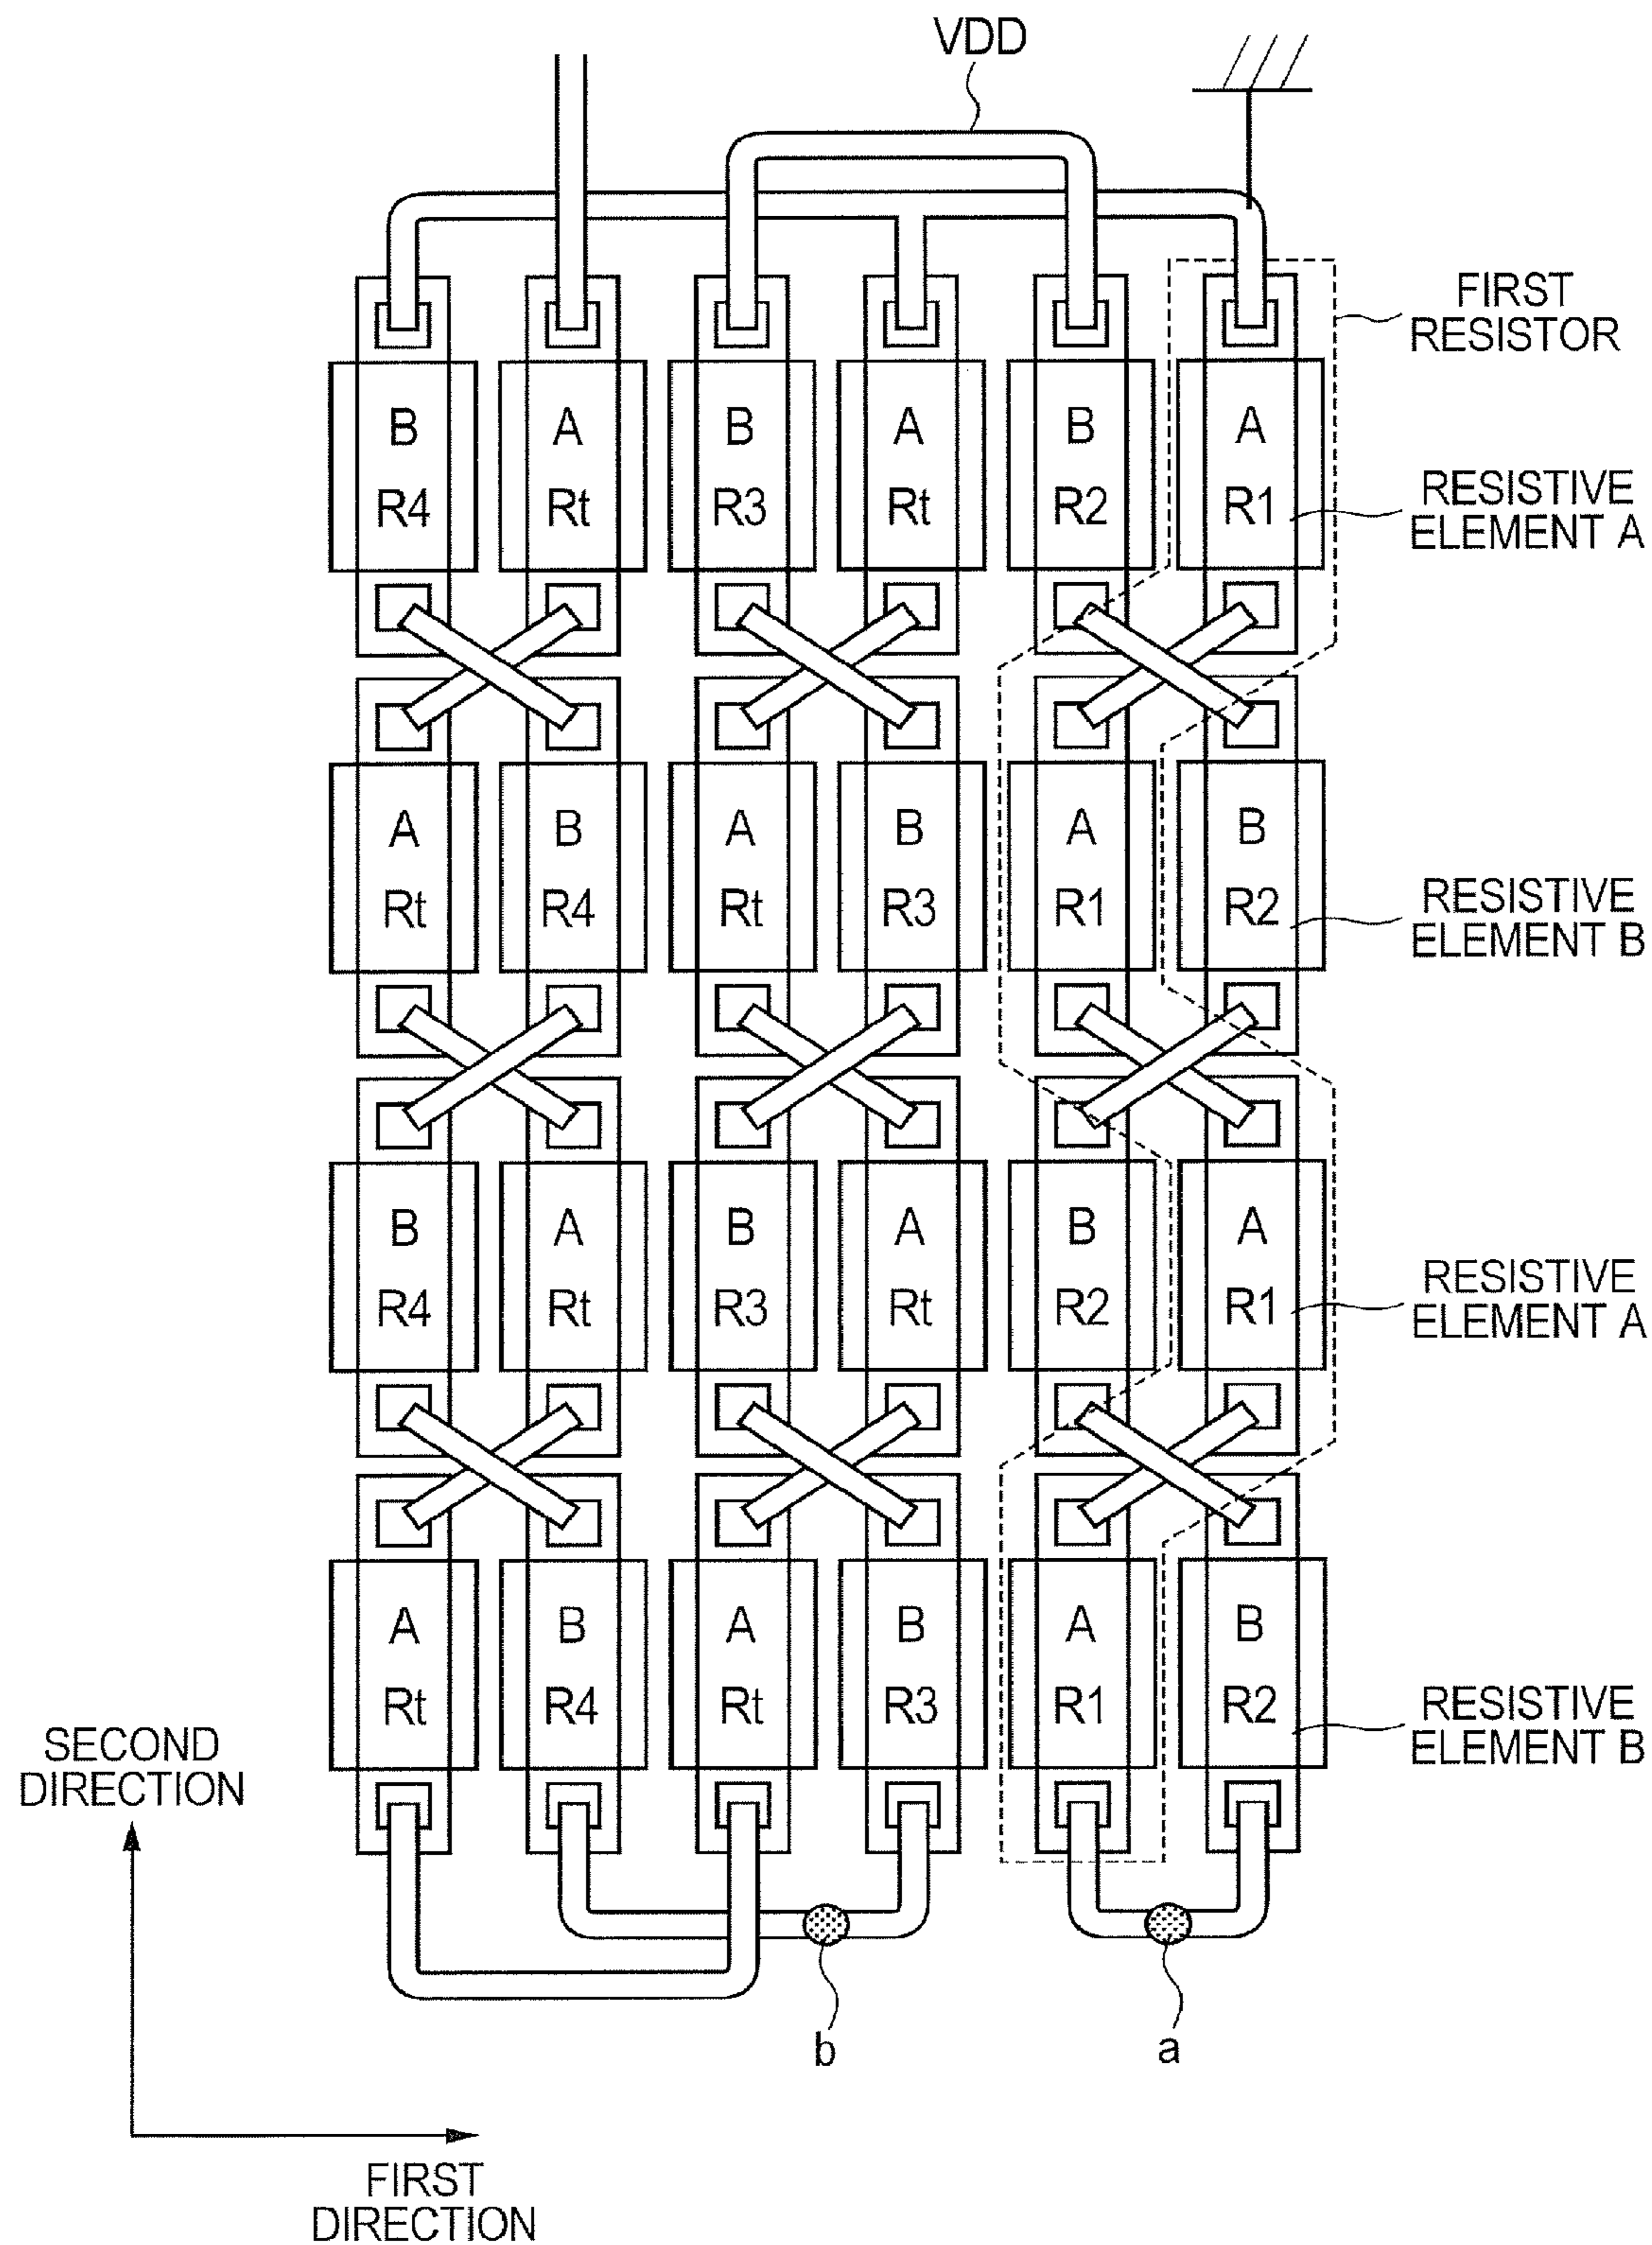 VDD
FIRST
RESISTOR
B A B A B A
R4 Rt R3 Rt R2 R1
RESISTIVE
ELEMENT A
A B A B A B
Rt R4 Rt R3 R1 R2
RESISTIVE
ELEMENT B
B A B A B A
R4 Rt R3 Rt R2 R1
RESISTIVE
ELEMENT A
A B A B A B
Rt R4 Rt R3 R1 R2
RESISTIVE
ELEMENT B
SECOND
DIRECTION
b a
FIRST
DIRECTION